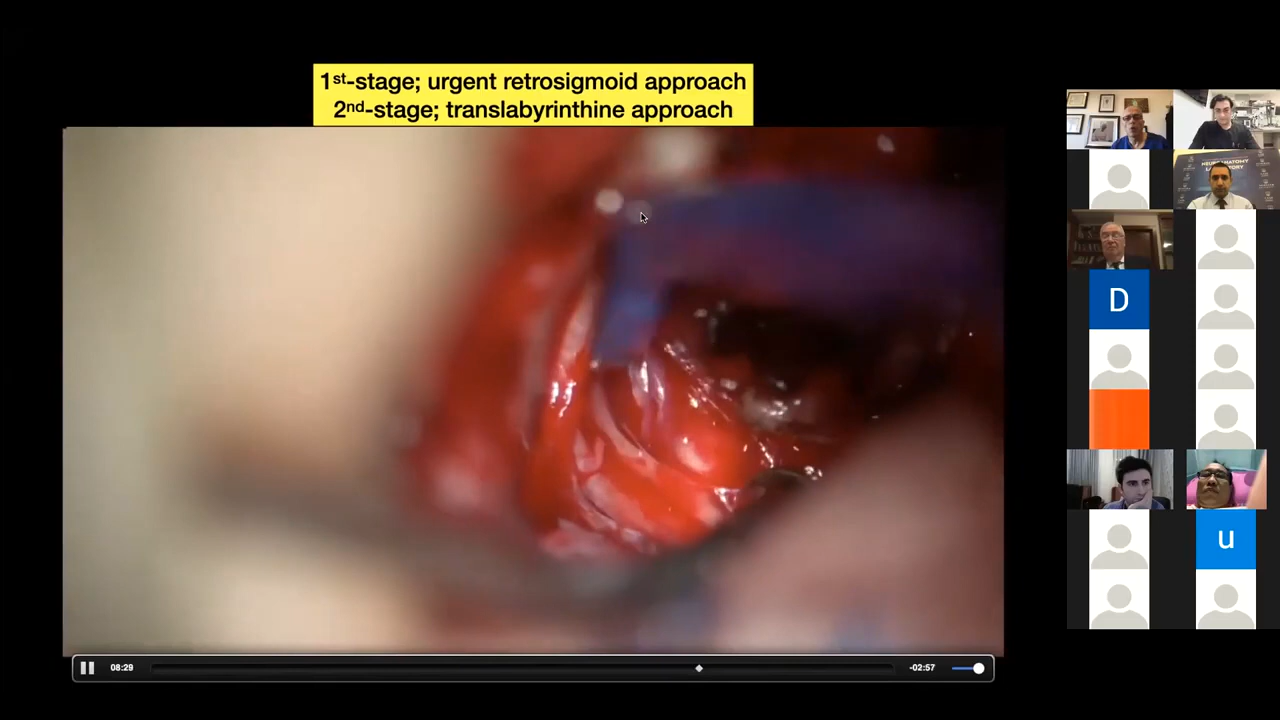 1st-stage; urgent retrosigmoid approach
2nd-stage; translabyrinthine approach
08:29
-02:57
D
u